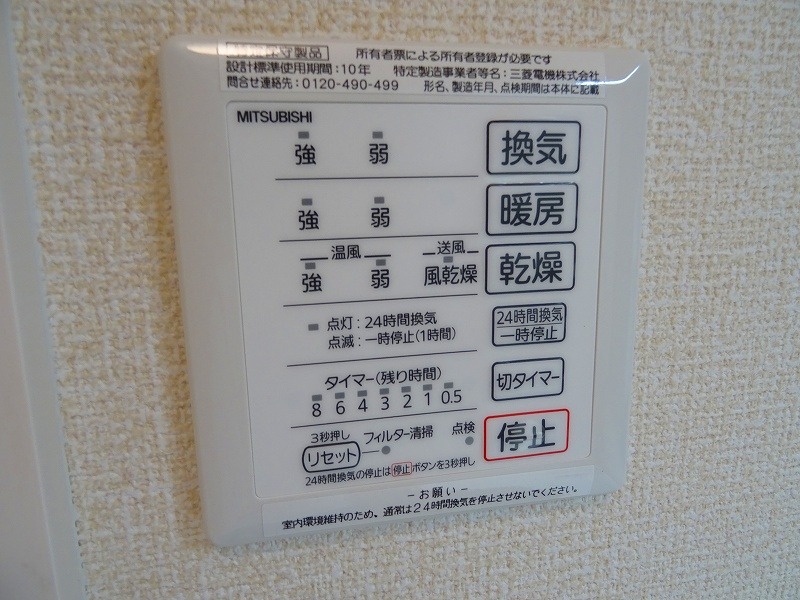 保守製品 所有者票による所有者登録が必要です
設計標準使用期間：10年 特定製造事業者等名：三菱電機株式会社
問合せ連絡先：0120-490-499 形名、製造年月、点検期間は本体に記載
MITSUBISHI
強 弱 換気
強 弱 暖房
温風 送風
強 弱 風乾燥 乾燥
点灯：24時間換気 24時間換気
点滅：一時停止(1時間) 一時停止
タイマー(残り時間) 切タイマー
8 6 4 3 2 1 0.5
3秒押し フィルター清掃 点検 停止
リセット
24時間換気の停止は停止ボタンを3秒押し
－お願い－
室内環境維持のため、通常は24時間換気を停止させないでください。